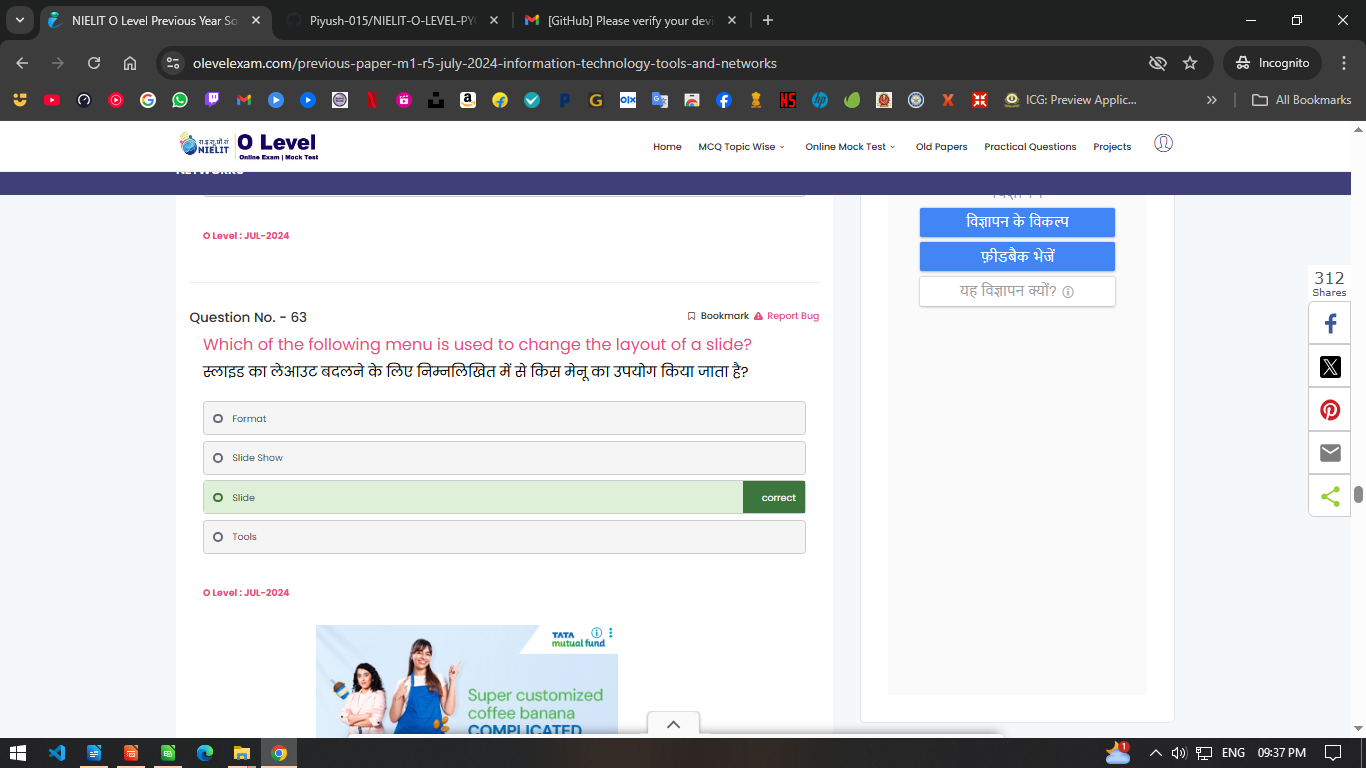 NIELIT O Level Previous Year So
Piyush-015/NIELIT-O-LEVEL-PY
[GitHub] Please verify your devi
olevelexam.com/previous-paper-m1-r5-july-2024-information-technology-tools-and-networks
Incognito
ICG: Preview Applic...
All Bookmarks
रा.इ.सू.प्रौ.सं
NIELIT
O Level
Online Exam | Mock Test
Home
MCQ Topic Wise
Online Mock Test
Old Papers
Practical Questions
Projects
NETWORKS
विज्ञापन
विज्ञापन के विकल्प
फ़ीडबैक भेजें
यह विज्ञापन क्यों?
O Level : JUL-2024
312
Shares
Question No. - 63
Bookmark
Report Bug
Which of the following menu is used to change the layout of a slide?
स्लाइड का लेआउट बदलने के लिए निम्नलिखित में से किस मेनू का उपयोग किया जाता है?
Format
Slide Show
Slide
correct
Tools
O Level : JUL-2024
TATA
mutual fund
Super customized
coffee banana
COMPLICATED
ENG
09:37 PM